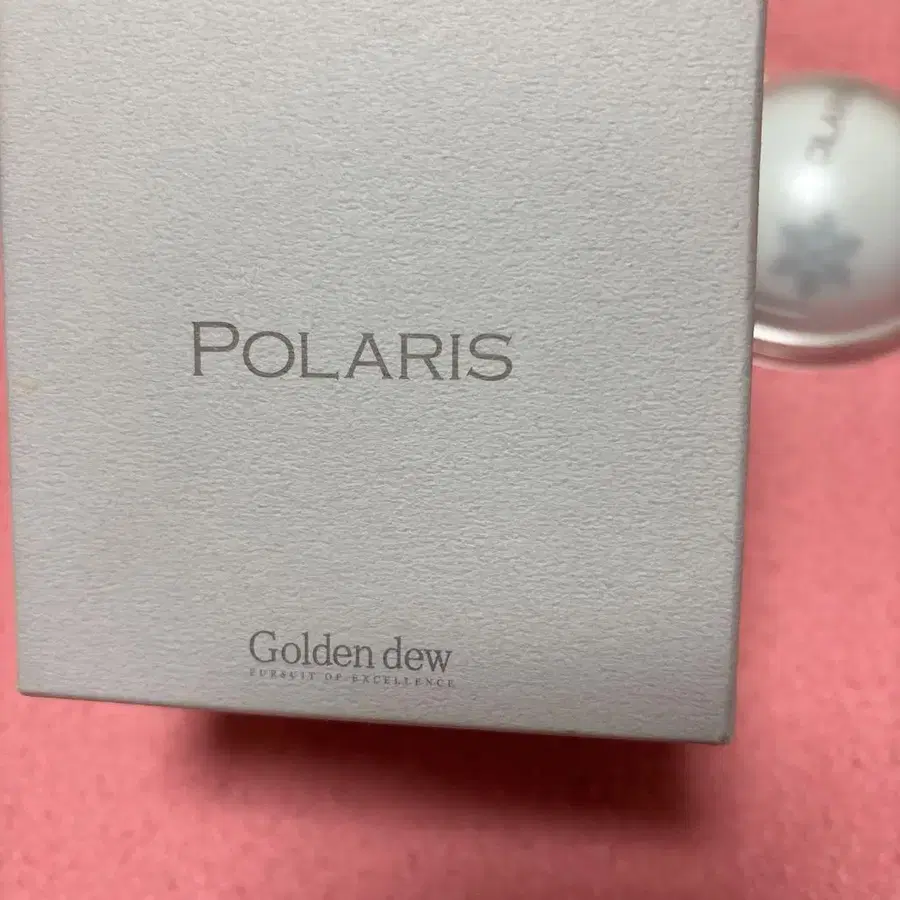 POLARIS
Golden dew
PURSUIT OF EXCELLENCE